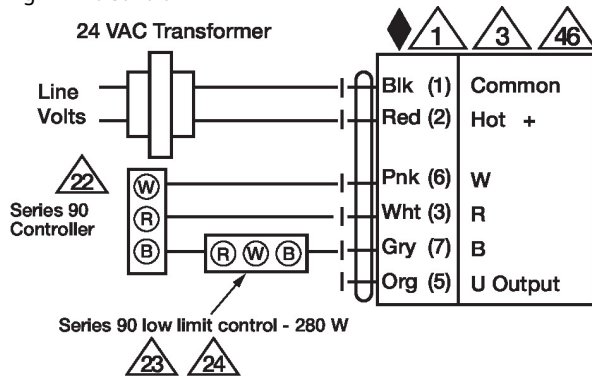 24 VAC Transformer
1 3 46
Line
Volts
Blk (1) Common
Red (2) Hot +
22
Series 90
Controller
W
R
B
R W B
Pnk (6) W
Wht (3) R
Gry (7) B
Org (5) U Output
Series 90 low limit control - 280 W
23 24